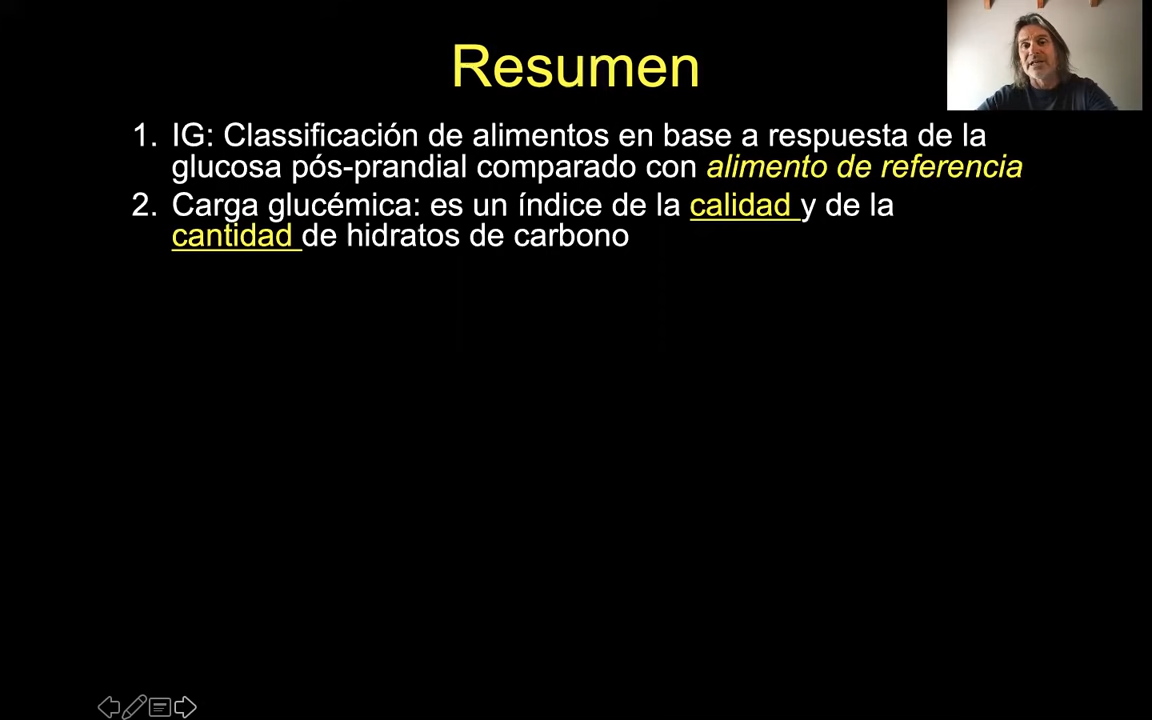 Resumen
1. IG: Classificación de alimentos en base a respuesta de la
glucosa pós-prandial comparado con alimento de referencia
2. Carga glucémica: es un índice de la calidad y de la
cantidad de hidratos de carbono